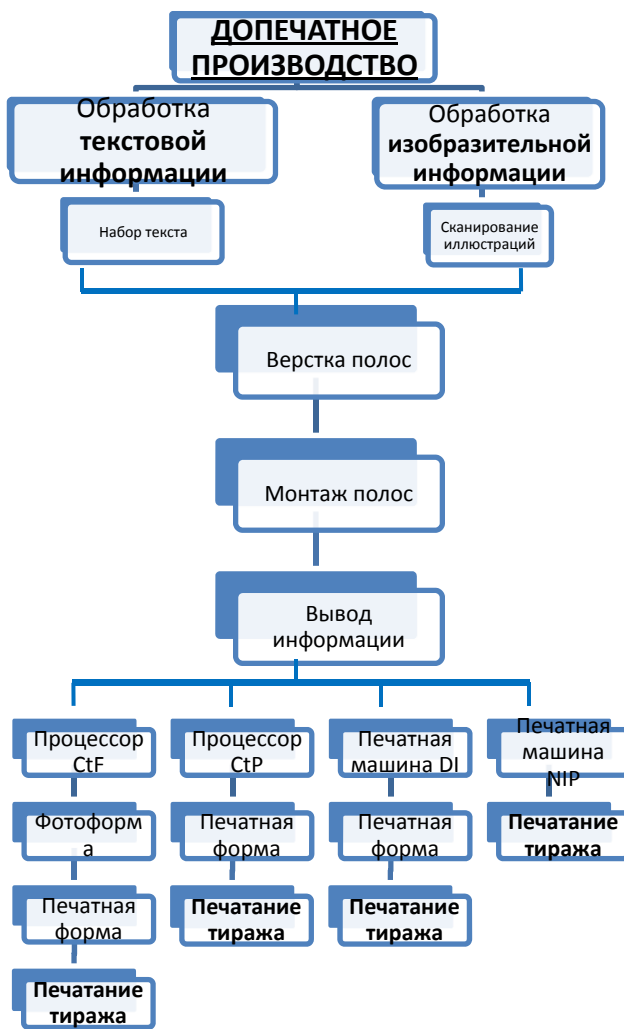 ДОПЕЧАТНОЕ
ПРОИЗВОДСТВО
Обработка
текстовой
информации
Обработка
изобразительной
информации
Набор текста
Сканирование
иллюстраций
Верстка полос
Монтаж полос
Вывод
информации
Процессор
CtF
Процессор
CtP
Печатная
машина DI
Печатная
машина
NIP
Фотоформ
а
Печатная
форма
Печатная
форма
Печатание
тиража
Печатная
форма
Печатание
тиража
Печатание
тиража
Печатание
тиража